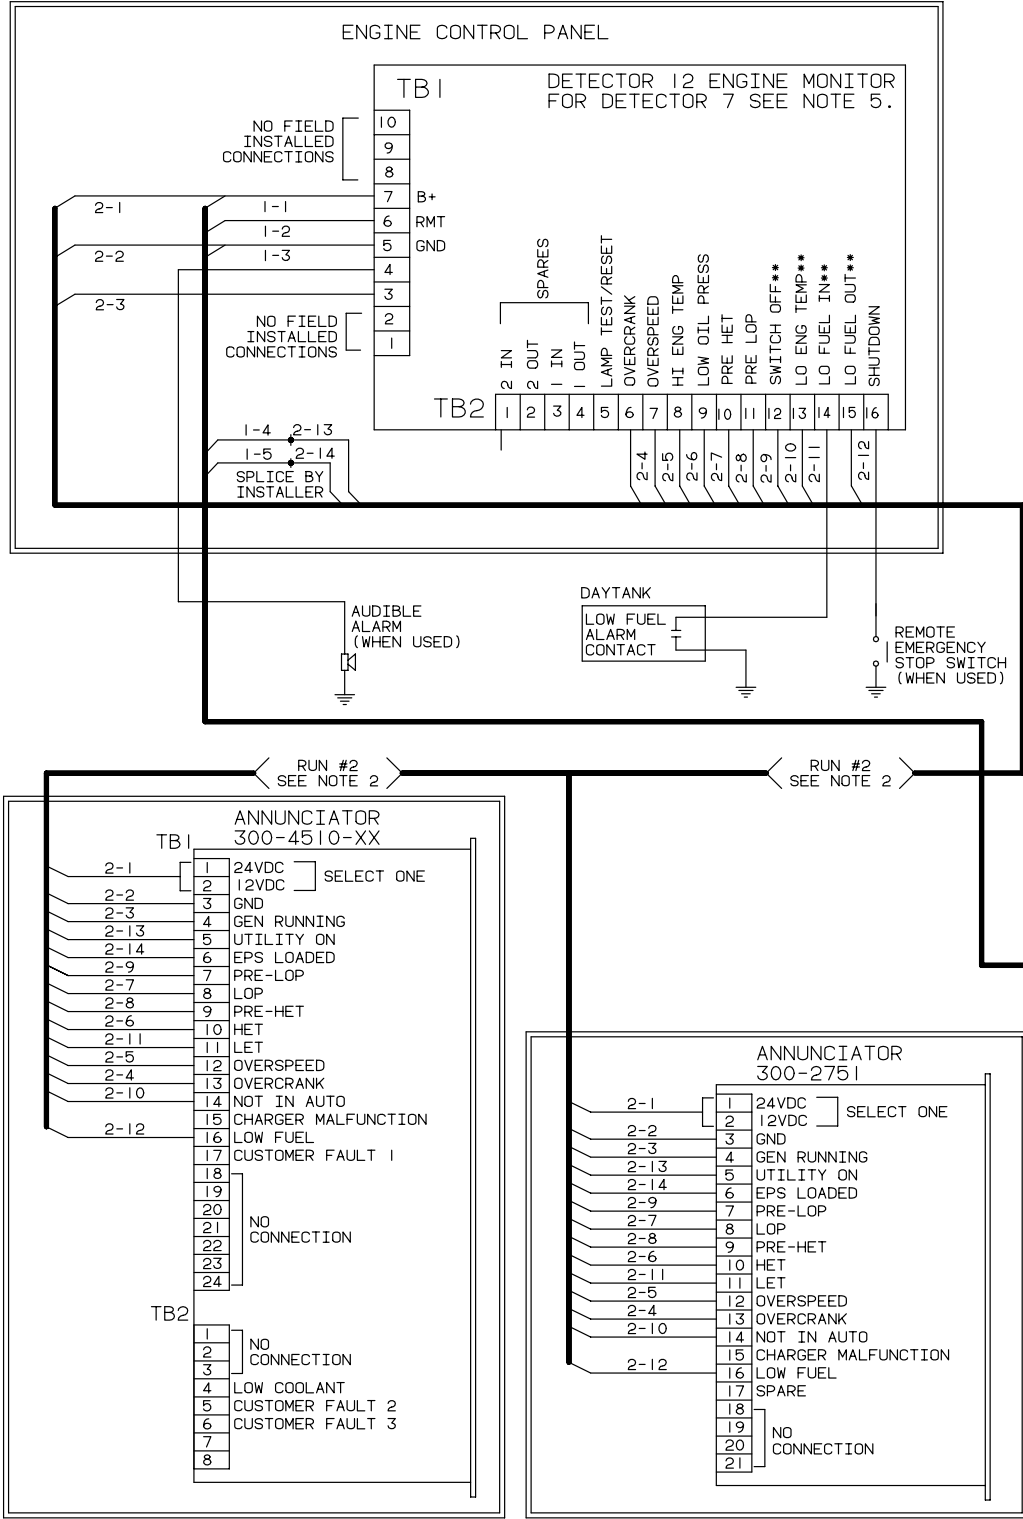 ENGINE CONTROL PANEL
TB1
DETECTOR 12 ENGINE MONITOR
FOR DETECTOR 7 SEE NOTE 5.
NO FIELD
INSTALLED
CONNECTIONS
10
9
8
7 B+
6 RMT
5 GND
4
3
2
1
2-1
2-2
2-3
1-1
1-2
1-3
NO FIELD
INSTALLED
CONNECTIONS
SPARES
2 IN
2 OUT
1 IN
1 OUT
LAMP TEST/RESET
OVERCRANK
OVERSPEED
HI ENG TEMP
LOW OIL PRESS
PRE HET
PRE LOP
SWITCH OFF**
LO ENG TEMP**
LO FUEL IN**
LO FUEL OUT**
SHUTDOWN
TB2
1 2 3 4 5 6 7 8 9 10 11 12 13 14 15 16
1-4 2-13
1-5 2-14
SPLICE BY
INSTALLER
2-4
2-5
2-6
2-7
2-8
2-9
2-10
2-11
2-12
AUDIBLE
ALARM
(WHEN USED)
DAYTANK
LOW FUEL
ALARM
CONTACT
REMOTE
EMERGENCY
STOP SWITCH
(WHEN USED)
RUN #2
SEE NOTE 2
RUN #2
SEE NOTE 2
ANNUNCIATOR
300-4510-XX
TB1
2-1
1 24VDC
2 12VDC
SELECT ONE
2-2 3 GND
2-3 4 GEN RUNNING
2-13 5 UTILITY ON
2-14 6 EPS LOADED
2-9 7 PRE-LOP
2-7 8 LOP
2-8 9 PRE-HET
2-6 10 HET
2-11 11 LET
2-5 12 OVERSPEED
2-4 13 OVERCRANK
2-10 14 NOT IN AUTO
15 CHARGER MALFUNCTION
2-12 16 LOW FUEL
17 CUSTOMER FAULT 1
18
19
20
21
22
23
24
NO
CONNECTION
TB2
1
2
3
NO
CONNECTION
4 LOW COOLANT
5 CUSTOMER FAULT 2
6 CUSTOMER FAULT 3
7
8
ANNUNCIATOR
300-2751
2-1
1 24VDC
2 12VDC
SELECT ONE
2-2 3 GND
2-3 4 GEN RUNNING
2-13 5 UTILITY ON
2-14 6 EPS LOADED
2-9 7 PRE-LOP
2-7 8 LOP
2-8 9 PRE-HET
2-6 10 HET
2-11 11 LET
2-5 12 OVERSPEED
2-4 13 OVERCRANK
2-10 14 NOT IN AUTO
15 CHARGER MALFUNCTION
2-12 16 LOW FUEL
17 SPARE
18
19
20
21
NO
CONNECTION